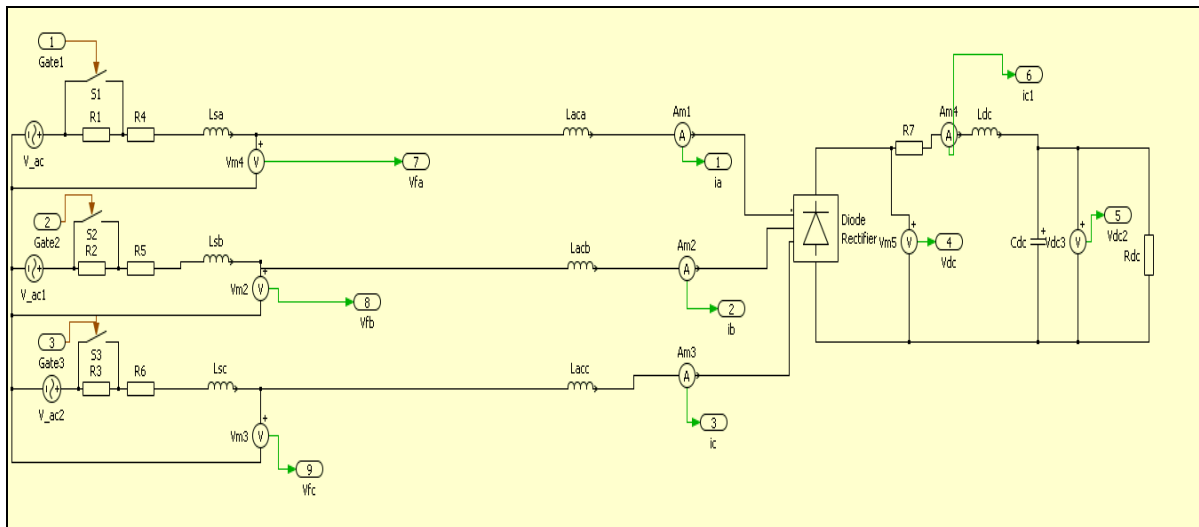 1
Gate1
S1
R1
R4
Lsa
V_ac
Vm4
V
7
Vfa
Laca
Am1
A
1
ia
2
Gate2
S2
R2
R5
Lsb
V_ac1
Vm2
V
8
Vfb
Lacb
Am2
A
2
ib
3
Gate3
S3
R3
R6
Lsc
V_ac2
Vm3
V
9
Vfc
Lacc
Am3
A
3
ic
Diode
Rectifier
R7
Am4
A
Ldc
6
ic1
Vm5
V
4
Vdc
Cdc
Vdc3
V
5
Vdc2
Rdc